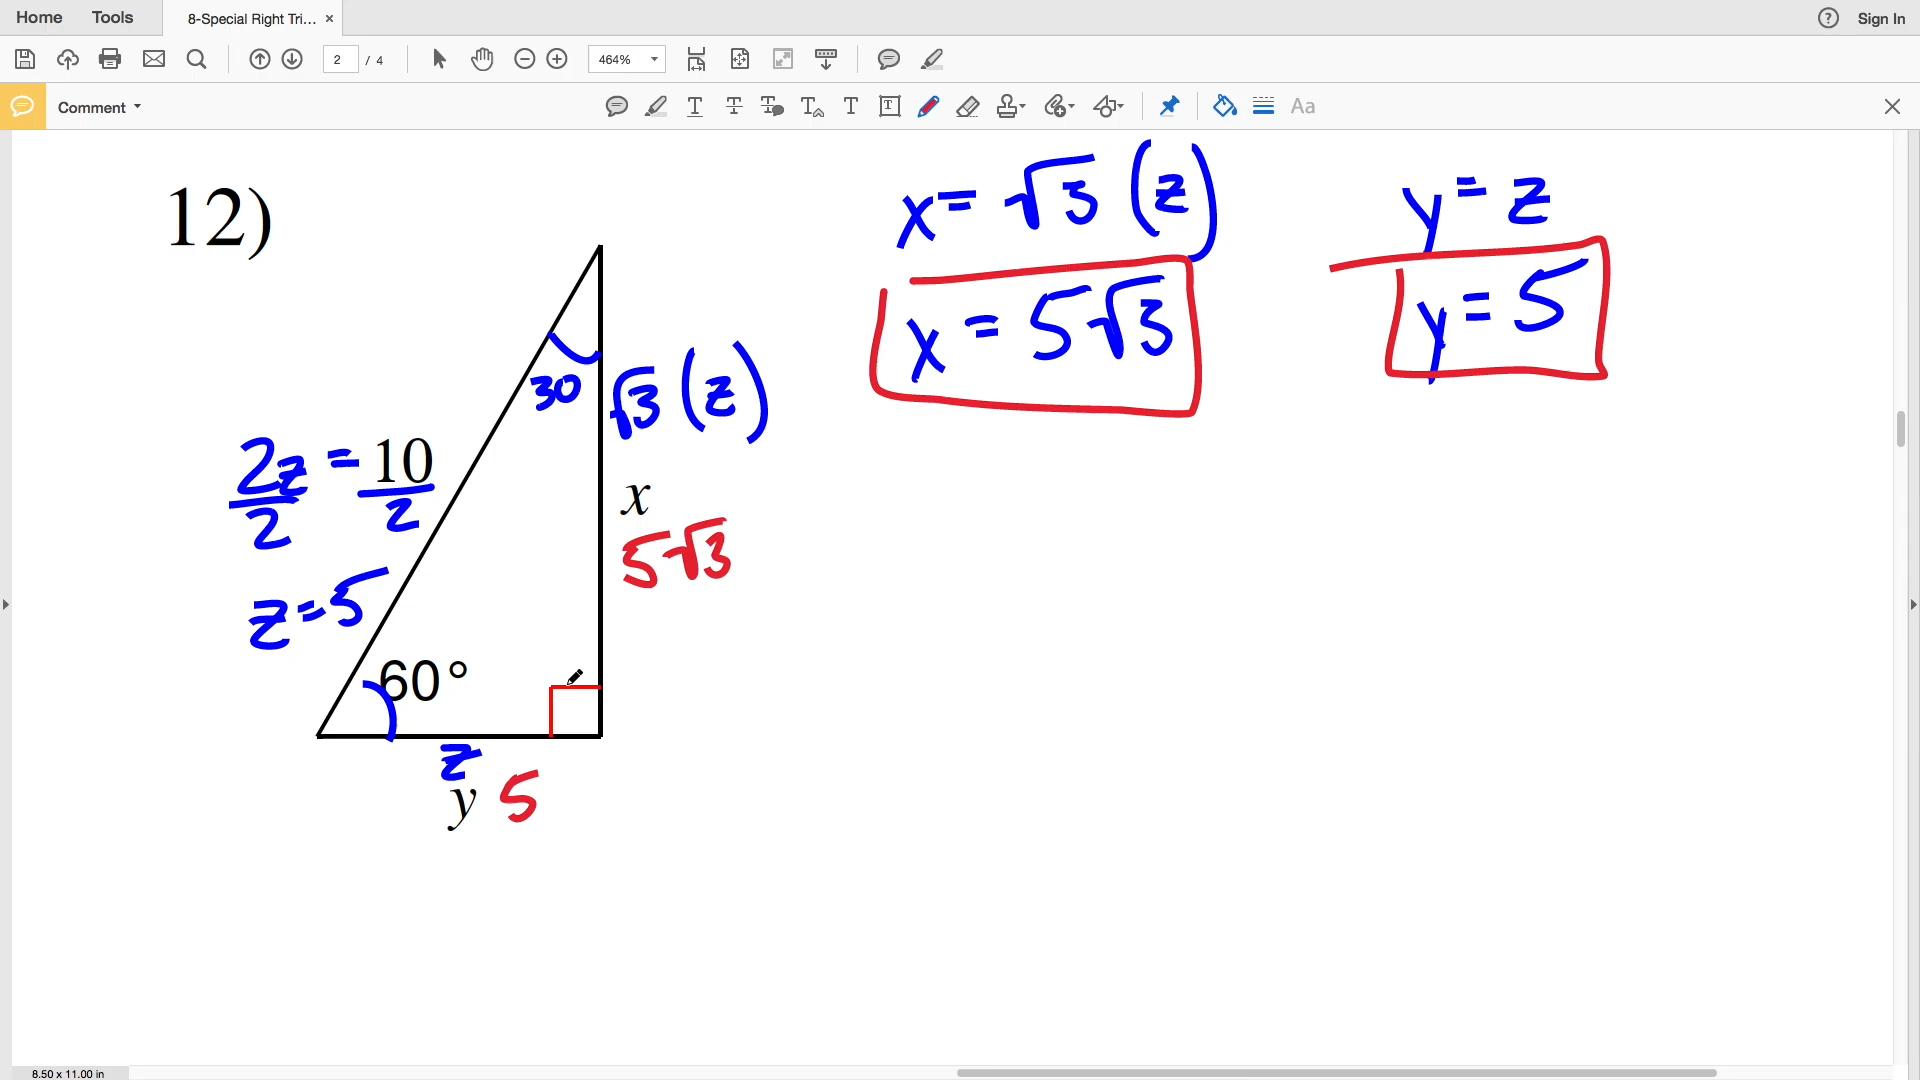 Home Tools 8-Special Right Tri... × ? Sign In
2 / 4 464%
Comment T T T T T T Aa
12)
x = √3 (z)
y = z
x = 5√3
y = 5
30
√3 (z)
2z = 10
2 2
x
5√3
z = 5
60°
z
y 5
8.50 x 11.00 in